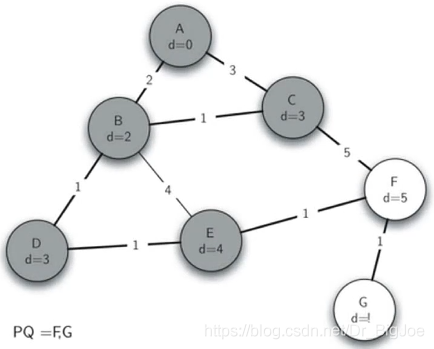 A
d=0
2
3
C
d=3
B
d=2
1
5
F
d=5
4
1
1
1
E
d=4
D
d=3
1
G
d=!
PQ =F,G
https://blog.csdn.net/Dr_BigJoe